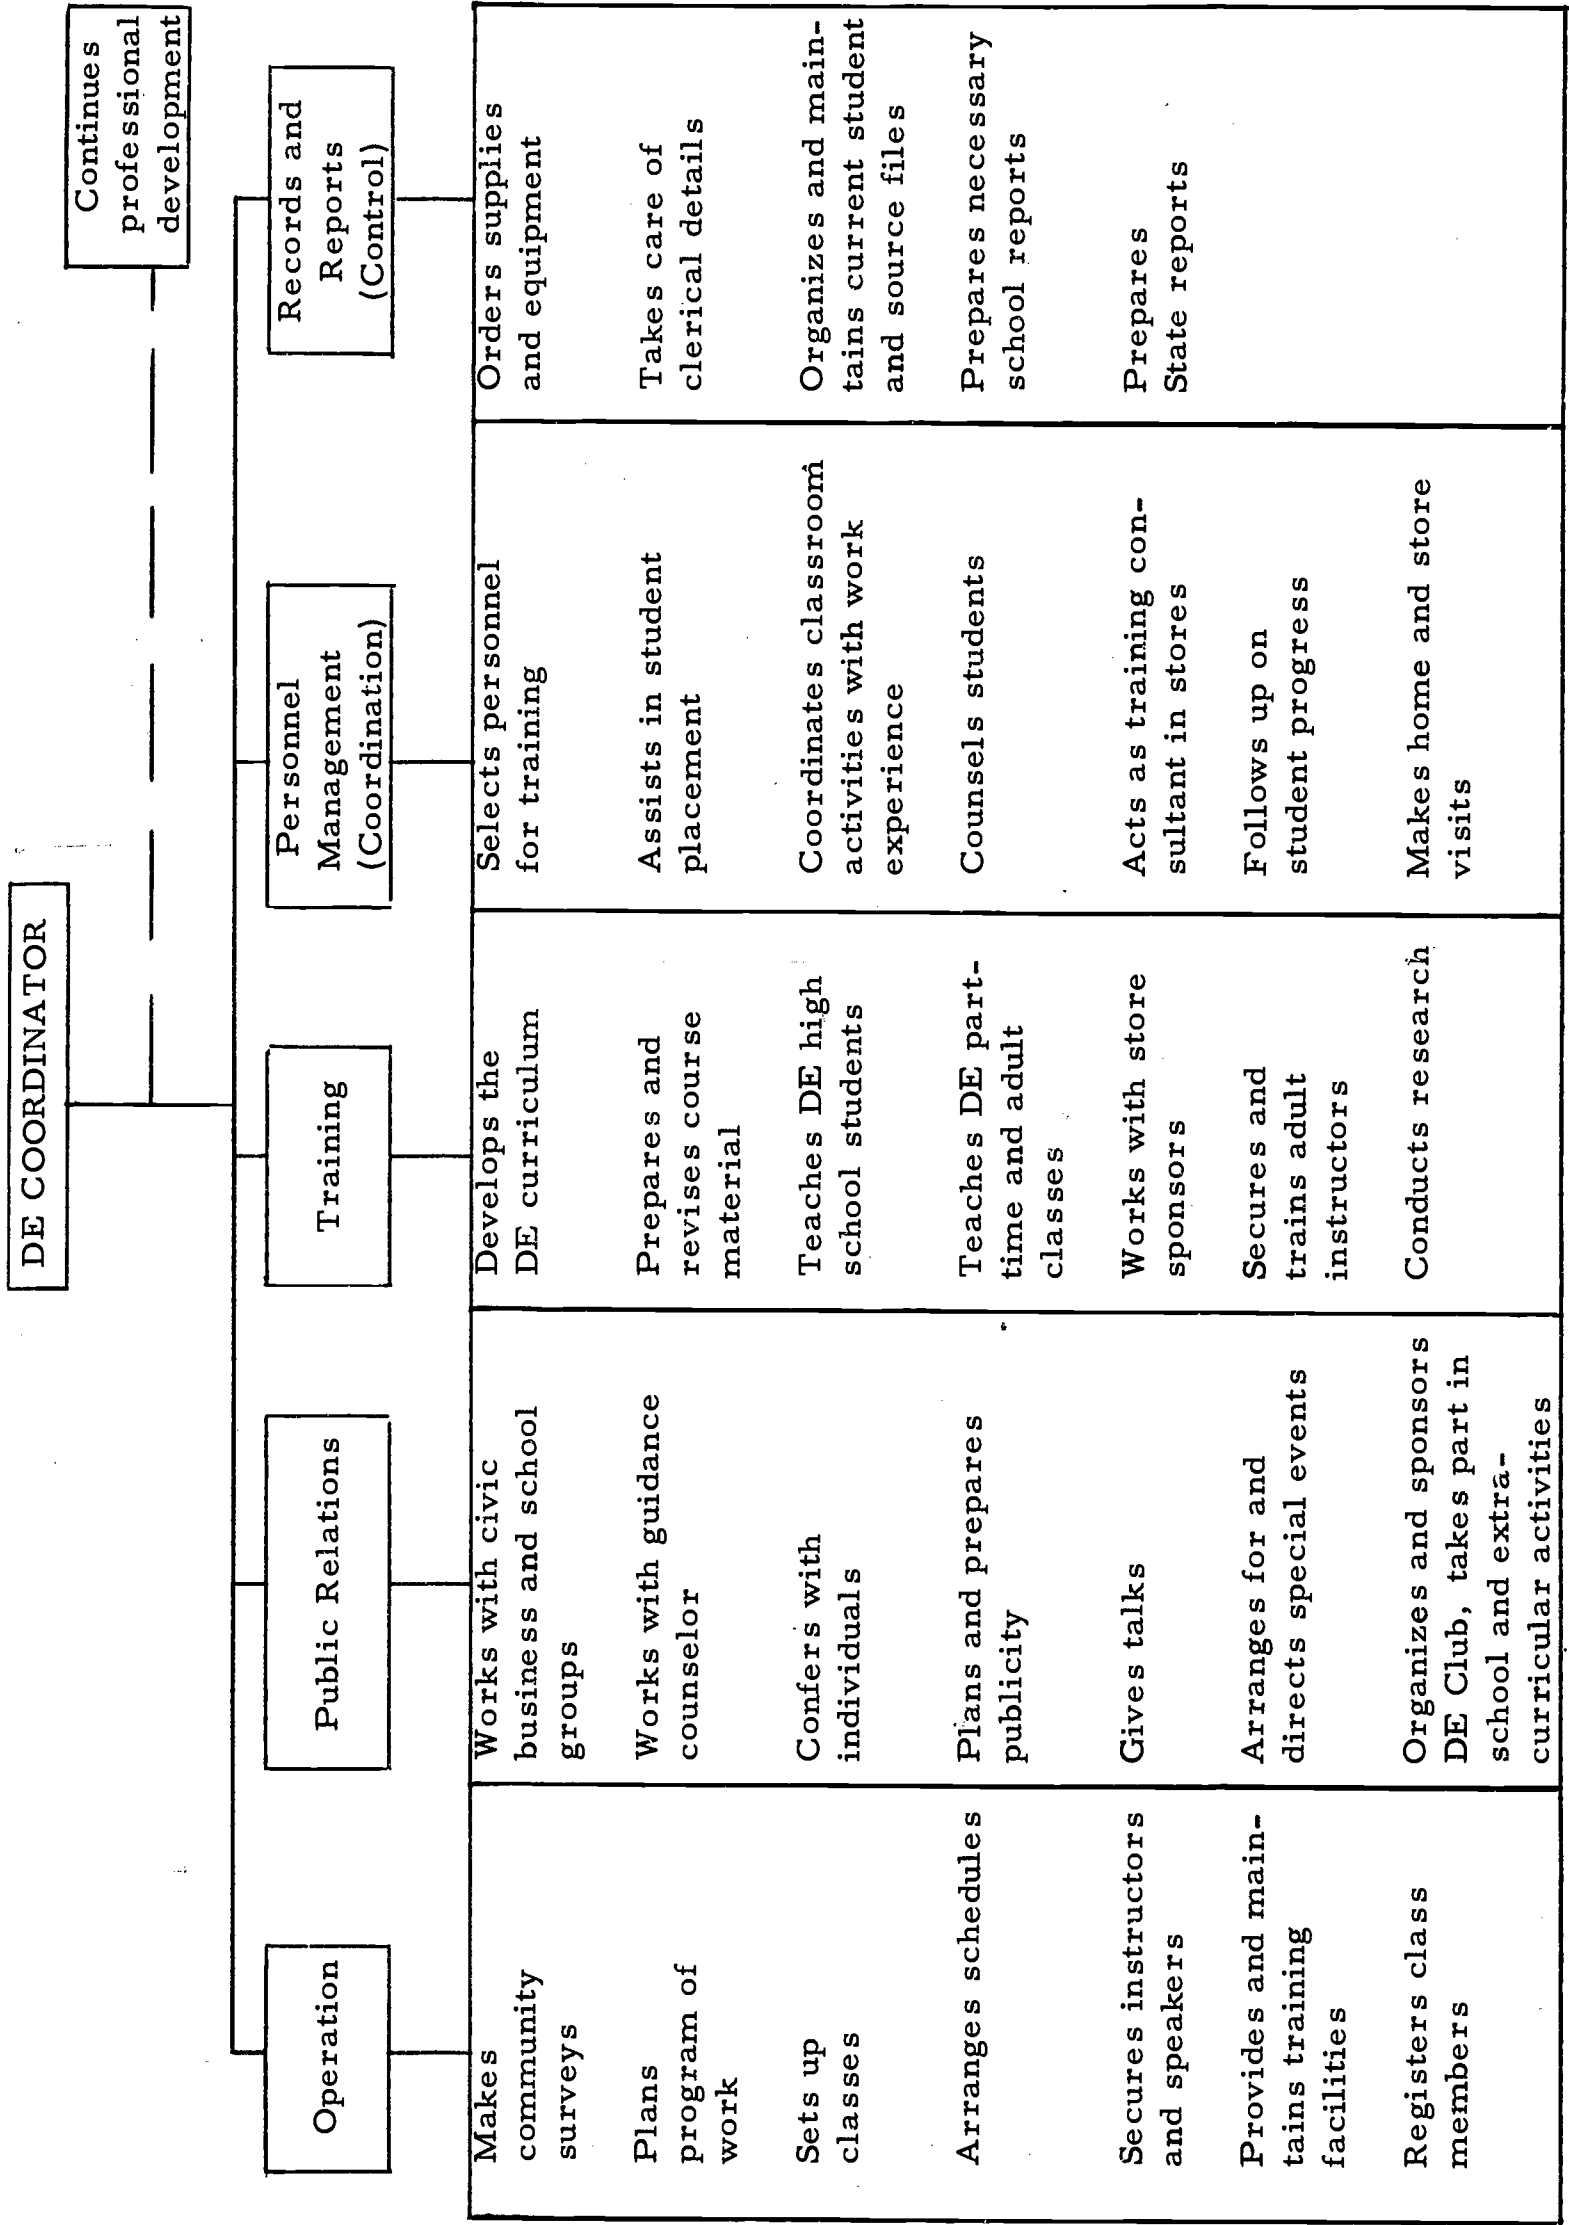 DE COORDINATOR
Continues
professional
development
Operation
Makes
community
surveys
Plans
program of
work
Sets up
classes
Arranges schedules
Secures instructors
and speakers
Provides and main-
tains training
facilities
Registers class
members
Public Relations
Works with civic
business and school
groups
Works with guidance
counselor
Confers with
individuals
Plans and prepares
publicity
Gives talks
Arranges for and
directs special events
Organizes and sponsors
DE Club, takes part in
school and extra-
curricular activities
Training
Develops the
DE curriculum
Prepares and
revises course
material
Teaches DE high
school students
Teaches DE part-
time and adult
classes
Works with store
sponsors
Secures and
trains adult
instructors
Conducts research
Personnel
Management
(Coordination)
Selects personnel
for training
Assists in student
placement
Coordinates classroom
activities with work
experience
Counsels students
Acts as training con-
sultant in stores
Follows up on
student progress
Makes home and store
visits
Records and
Reports
(Control)
Orders supplies
and equipment
Takes care of
clerical details
Organizes and main-
tains current student
and source files
Prepares necessary
school reports
Prepares
State reports